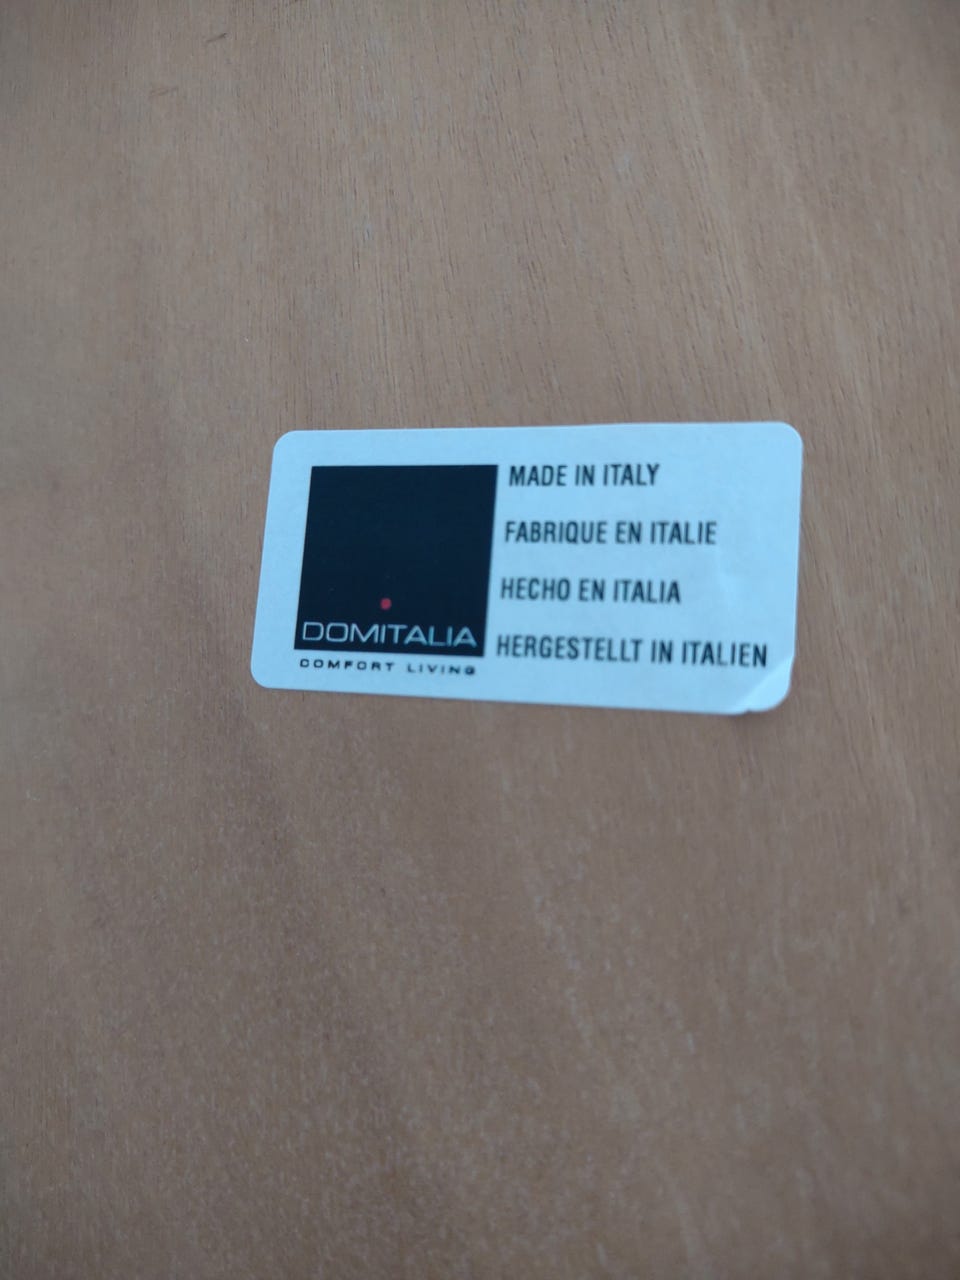 DOMITALIA
COMFORT LIVING
MADE IN ITALY
FABRIQUE EN ITALIE
HECHO EN ITALIA
HERGESTELLT IN ITALIEN